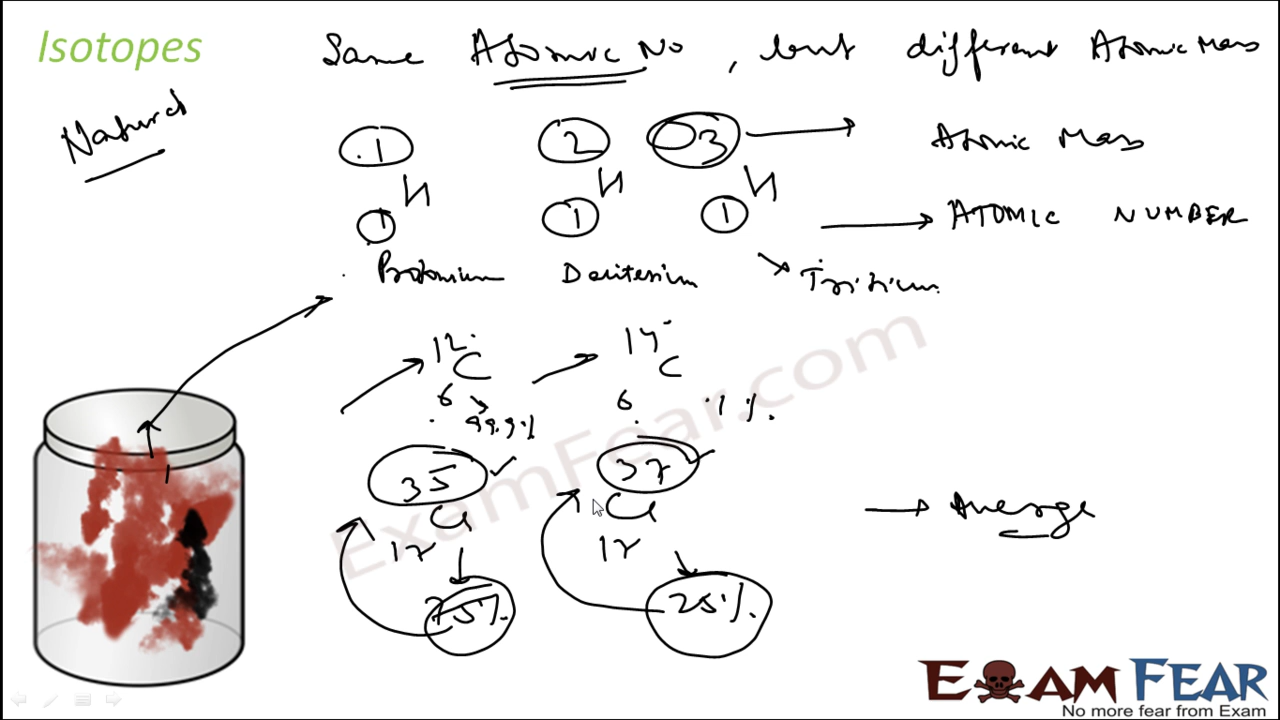 Isotopes
Same Atomic No, but different Atomic Mass
Natural
1 2 3 → Atomic Mass
H H H
1 1 1 → ATOMIC NUMBER
Protonium Deuterium Tritium
12 14
C C
6 99.9% 6 .1%.
35 37
Cl Cl → Average
17 17
75%. 25%.
ExamFear.com
EXAM FEAR
No more fear from Exam